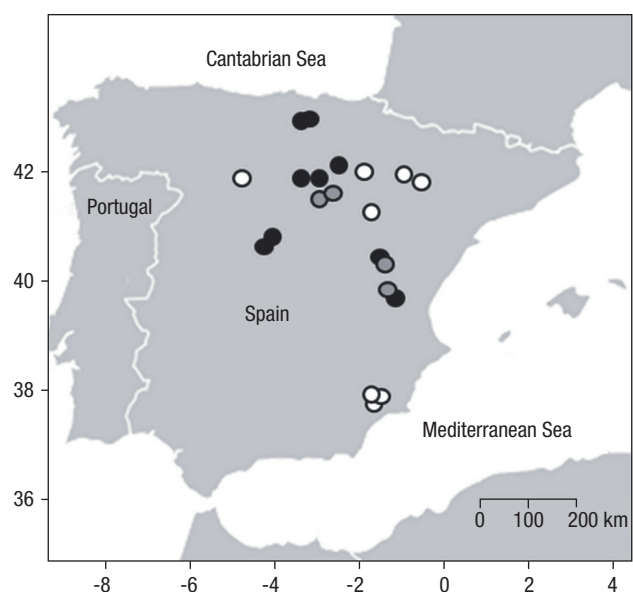 Cantabrian Sea
42
Portugal
40
Spain
38
Mediterranean Sea
36
0 100 200 km
-8 -6 -4 -2 0 2 4